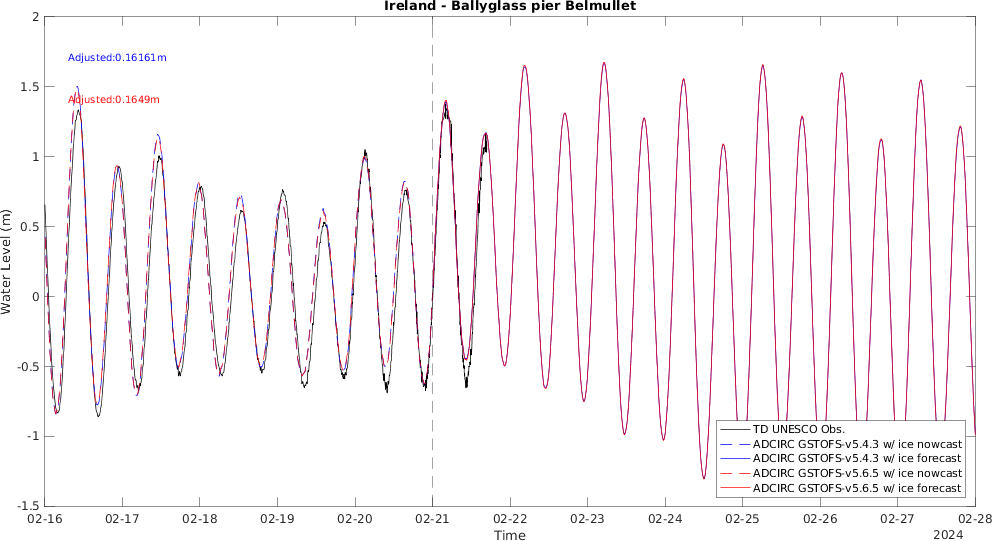 Ireland - Ballyglass pier Belmullet
2
1.5
1
0.5
0
-0.5
-1
-1.5
Water Level (m)
Adjusted:0.16161m
Adjusted:0.1649m
TD UNESCO Obs.
ADCIRC GSTOFS-v5.4.3 w/ ice nowcast
ADCIRC GSTOFS-v5.4.3 w/ ice forecast
ADCIRC GSTOFS-v5.6.5 w/ ice nowcast
ADCIRC GSTOFS-v5.6.5 w/ ice forecast
02-16 02-17 02-18 02-19 02-20 02-21 02-22 02-23 02-24 02-25 02-26 02-27 02-28
Time
2024